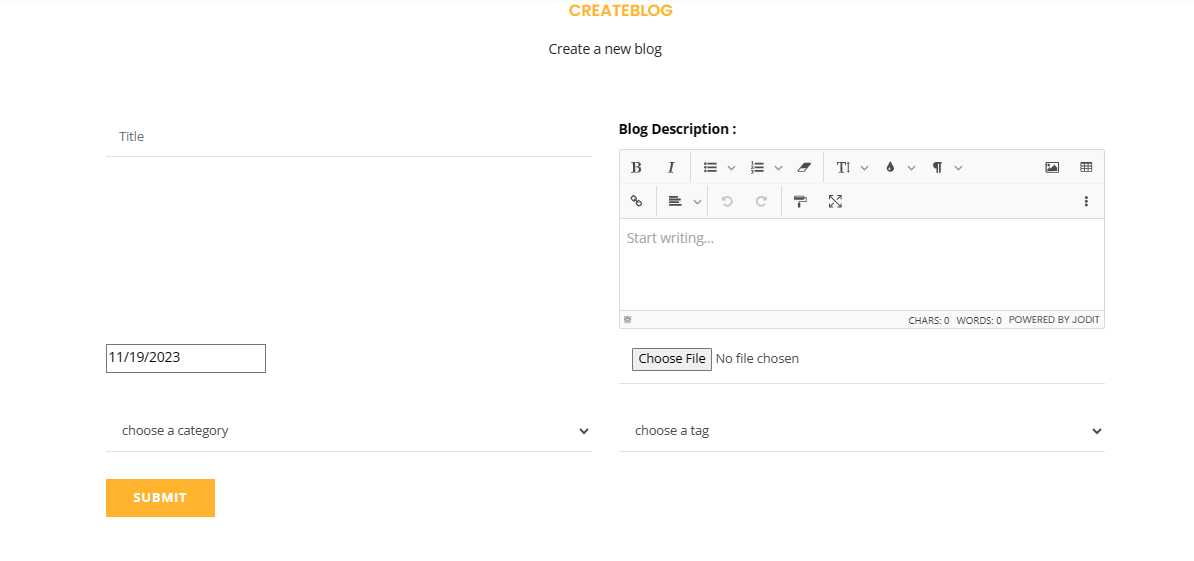 CREATEBLOG
Create a new blog
Title
Blog Description :
B I T
Start writing...
CHARS: 0 WORDS: 0 POWERED BY JODIT
11/19/2023
Choose File No file chosen
choose a category
choose a tag
SUBMIT